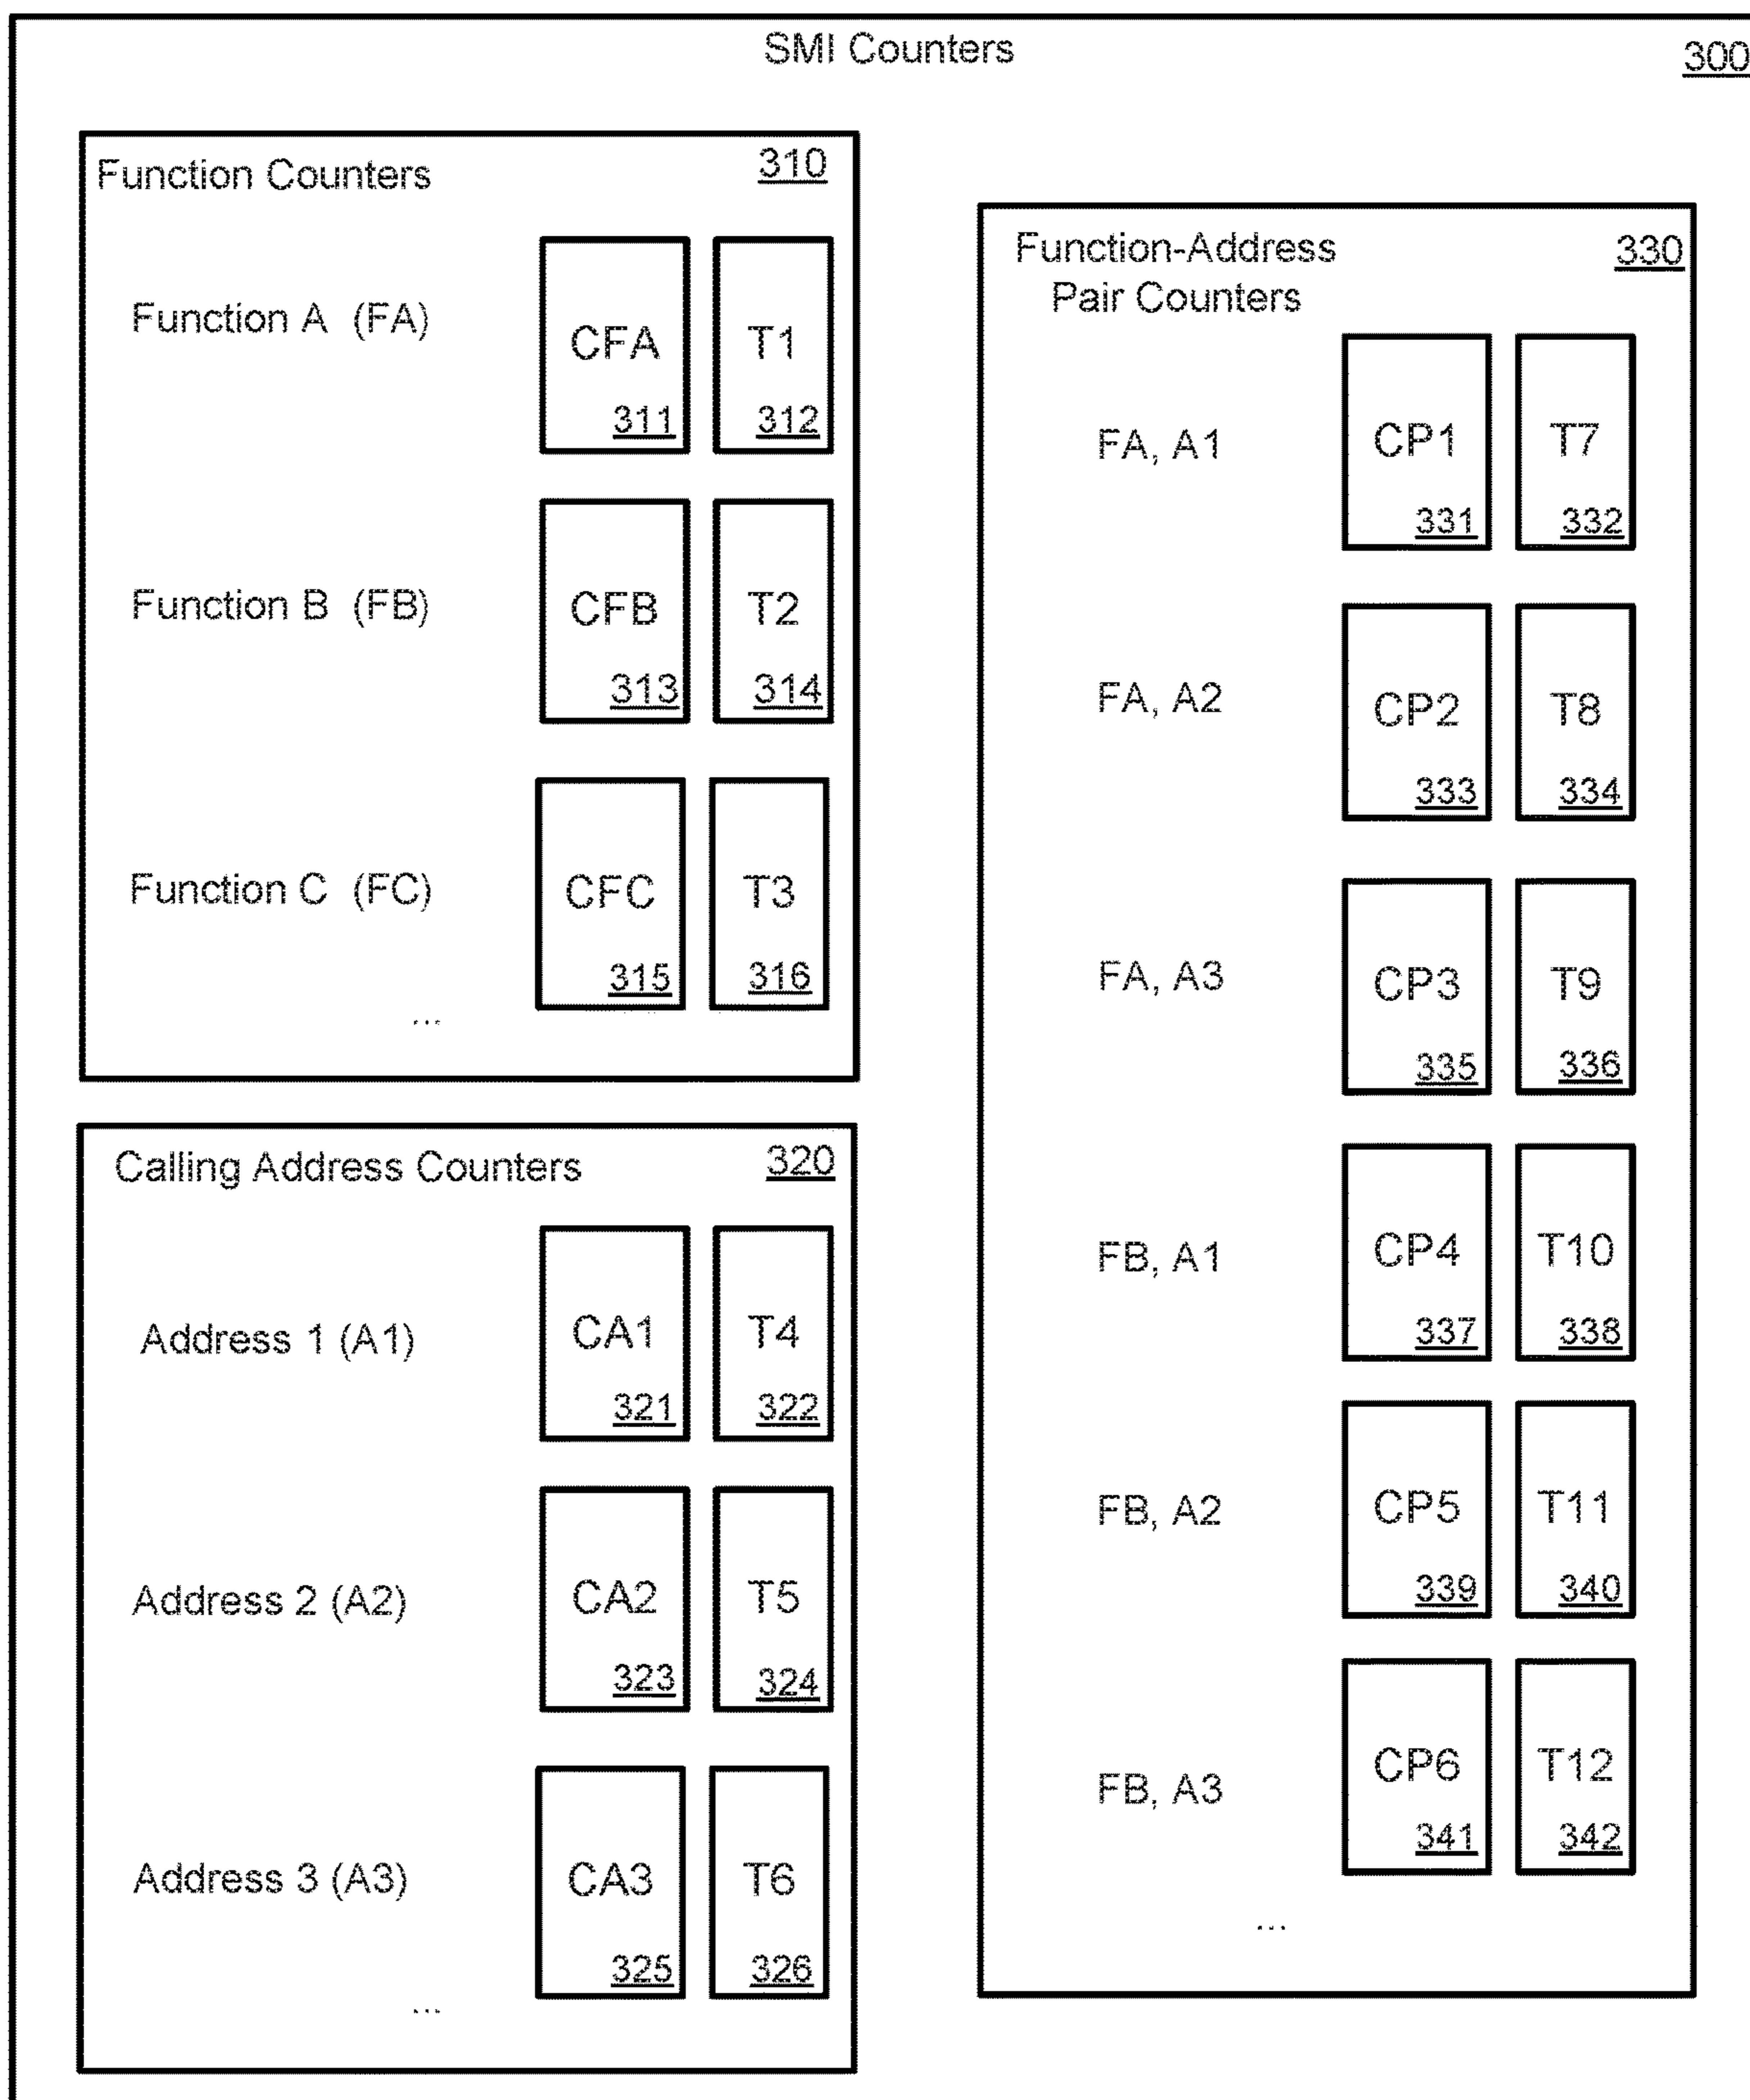 SMI Counters 300
Function Counters 310
Function A (FA) CFA 311 T1 312
Function B (FB) CFB 313 T2 314
Function C (FC) CFC 315 T3 316
...
Calling Address Counters 320
Address 1 (A1) CA1 321 T4 322
Address 2 (A2) CA2 323 T5 324
Address 3 (A3) CA3 325 T6 326
...
Function-Address 330
Pair Counters
FA, A1 CP1 331 T7 332
FA, A2 CP2 333 T8 334
FA, A3 CP3 335 T9 336
FB, A1 CP4 337 T10 338
FB, A2 CP5 339 T11 340
FB, A3 CP6 341 T12 342
...